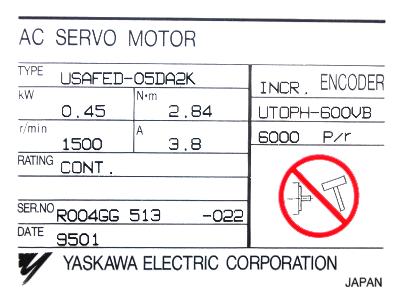 AC SERVO MOTOR
TYPE USAFED-05DA2K
INCR. ENCODER
kW 0.45 N·m 2.84
UTOPH-600VB
r/min 1500 A 3.8
6000 P/r
RATING CONT.
SER.NO R004GG 513 -022
DATE 9501
YASKAWA ELECTRIC CORPORATION
JAPAN